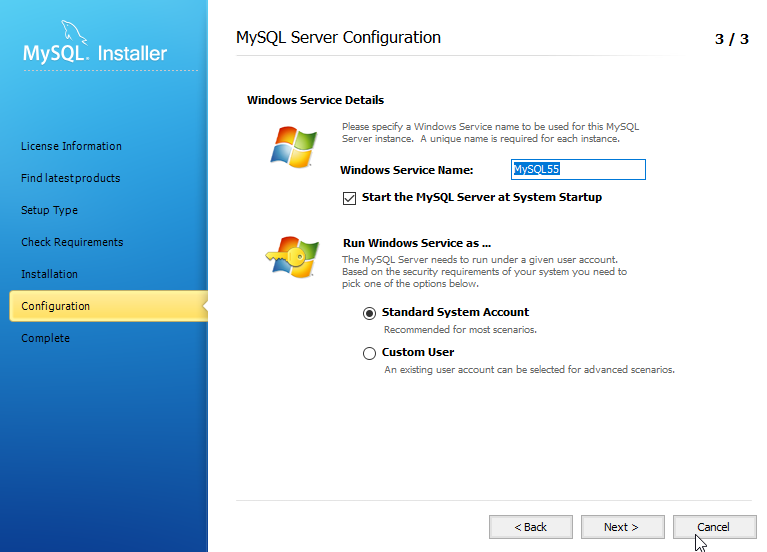 MySQL Installer
License Information
Find latest products
Setup Type
Check Requirements
Installation
Configuration
Complete
MySQL Server Configuration
3 / 3
Windows Service Details
Please specify a Windows Service name to be used for this MySQL
Server instance. A unique name is required for each instance.
Windows Service Name:
MySQL55
Start the MySQL Server at System Startup
Run Windows Service as ...
The MySQL Server needs to run under a given user account.
Based on the security requirements of your system you need to
pick one of the options below.
Standard System Account
Recommended for most scenarios.
Custom User
An existing user account can be selected for advanced scenarios.
< Back
Next >
Cancel